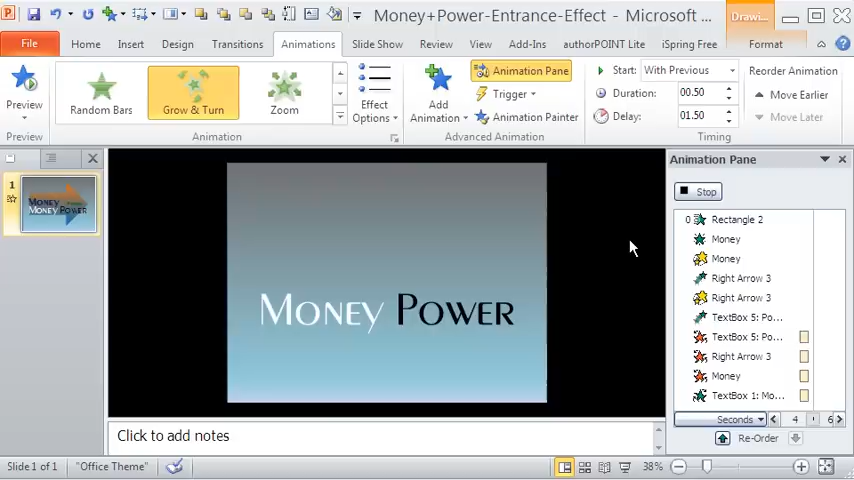 Money+Power-Entrance-Effect - Microsoft ...
Drawi...
File Home Insert Design Transitions Animations Slide Show Review View Add-Ins authorPOINT Lite iSpring Free Format
Preview
Random Bars
Grow & Turn
Zoom
Effect Options
Add Animation
Animation Pane
Trigger
Animation Painter
Start: With Previous
Duration: 00.50
Delay: 01.50
Reorder Animation
Move Earlier
Move Later
Preview Animation Advanced Animation Timing
1
Money
Money Power
Money Power
Animation Pane
Stop
0 Rectangle 2
Money
Money
Right Arrow 3
Right Arrow 3
TextBox 5: Po...
TextBox 5: Po...
Right Arrow 3
Money
TextBox 1: Mo...
Seconds 4 6
Re-Order
Click to add notes
Slide 1 of 1 "Office Theme" 38%